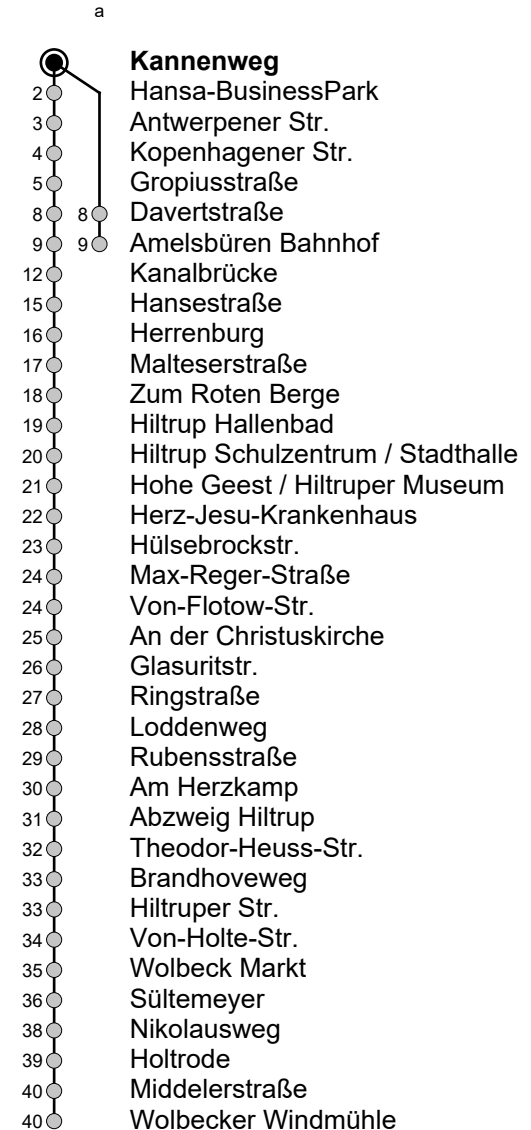 a
Kannenweg
2 Hansa-BusinessPark
3 Antwerpener Str.
4 Kopenhagener Str.
5 Gropiusstraße
8 8 Davertstraße
9 9 Amelsbüren Bahnhof
12 Kanalbrücke
15 Hansestraße
16 Herrenburg
17 Malteserstraße
18 Zum Roten Berge
19 Hiltrup Hallenbad
20 Hiltrup Schulzentrum / Stadthalle
21 Hohe Geest / Hiltruper Museum
22 Herz-Jesu-Krankenhaus
23 Hülsebrockstr.
24 Max-Reger-Straße
24 Von-Flotow-Str.
25 An der Christuskirche
26 Glasuritstr.
27 Ringstraße
28 Loddenweg
29 Rubensstraße
30 Am Herzkamp
31 Abzweig Hiltrup
32 Theodor-Heuss-Str.
33 Brandhoveweg
33 Hiltruper Str.
34 Von-Holte-Str.
35 Wolbeck Markt
36 Sültemeyer
38 Nikolausweg
39 Holtrode
40 Middelerstraße
40 Wolbecker Windmühle